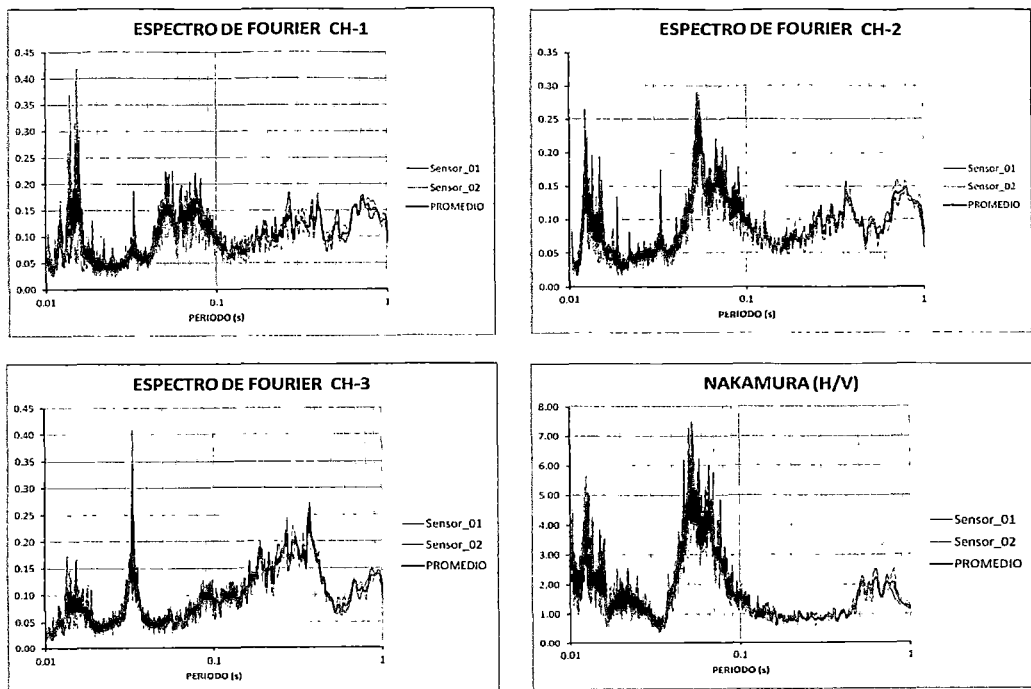 ESPECTRO DE FOURIER CH-1
0.45
0.40
0.35
0.30
0.25
0.20
0.15
0.10
0.05
0.00
0.01
0.1
1
PERIODO (s)
Sensor_01
Sensor_02
PROMEDIO
ESPECTRO DE FOURIER CH-2
0.35
0.30
0.25
0.20
0.15
0.10
0.05
0.00
0.01
0.1
1
PERIODO (s)
Sensor_01
Sensor_02
PROMEDIO
ESPECTRO DE FOURIER CH-3
0.45
0.40
0.35
0.30
0.25
0.20
0.15
0.10
0.05
0.00
0.01
0.1
1
PERIODO (s)
Sensor_01
Sensor_02
PROMEDIO
NAKAMURA (H/V)
8.00
7.00
6.00
5.00
4.00
3.00
2.00
1.00
0.00
0.01
0.1
1
PERIODO (s)
Sensor_01
Sensor_02
PROMEDIO